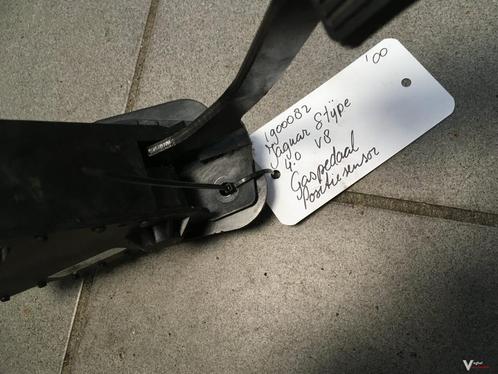 '00
1900082
Jaguar S type
4.0 V8
Gaspedaal
Positiesensor